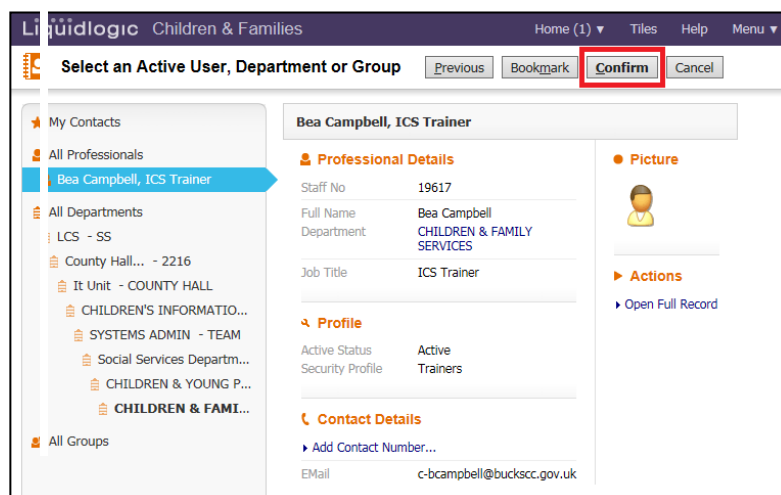 Liquidlogic Children & Families Home (1) ▼ Tiles Help Menu ▼
Select an Active User, Department or Group Previous Bookmark Confirm Cancel
My Contacts
All Professionals
Bea Campbell, ICS Trainer
All Departments
LCS - SS
County Hall... - 2216
It Unit - COUNTY HALL
CHILDREN'S INFORMATIO...
SYSTEMS ADMIN - TEAM
Social Services Departm...
CHILDREN & YOUNG P...
CHILDREN & FAMI...
All Groups
Bea Campbell, ICS Trainer
Professional Details
Staff No 19617
Full Name Bea Campbell
Department CHILDREN & FAMILY
SERVICES
Job Title ICS Trainer
Profile
Active Status Active
Security Profile Trainers
Contact Details
Add Contact Number...
EMail c-bcampbell@buckscc.gov.uk
Picture
Actions
Open Full Record